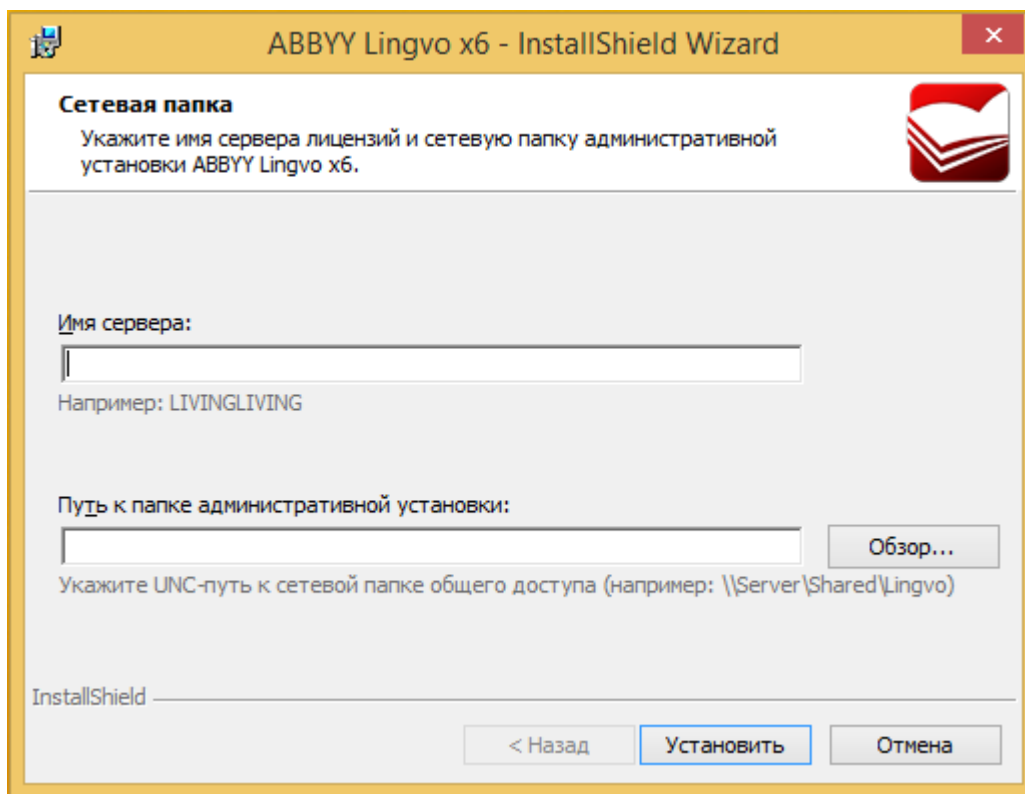 ABBYY Lingvo x6 - InstallShield Wizard
Сетевая папка
Укажите имя сервера лицензий и сетевую папку административной
установки ABBYY Lingvo x6.
Имя сервера:
Например: LIVINGLIVING
Путь к папке административной установки:
Обзор...
Укажите UNC-путь к сетевой папке общего доступа (например: \\Server\Shared\Lingvo)
InstallShield
< Назад
Установить
Отмена